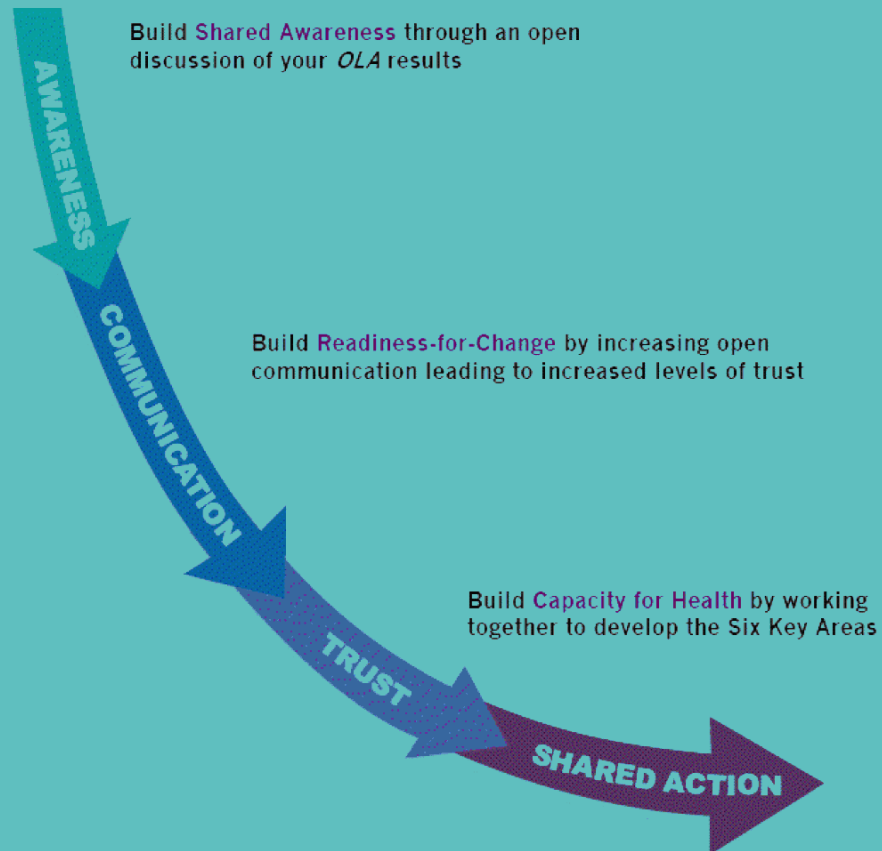 Build Shared Awareness through an open
discussion of your OLA results
AWARENESS
COMMUNICATION
Build Readiness-for-Change by increasing open
communication leading to increased levels of trust
Build Capacity for Health by working
together to develop the Six Key Areas
TRUST
SHARED ACTION